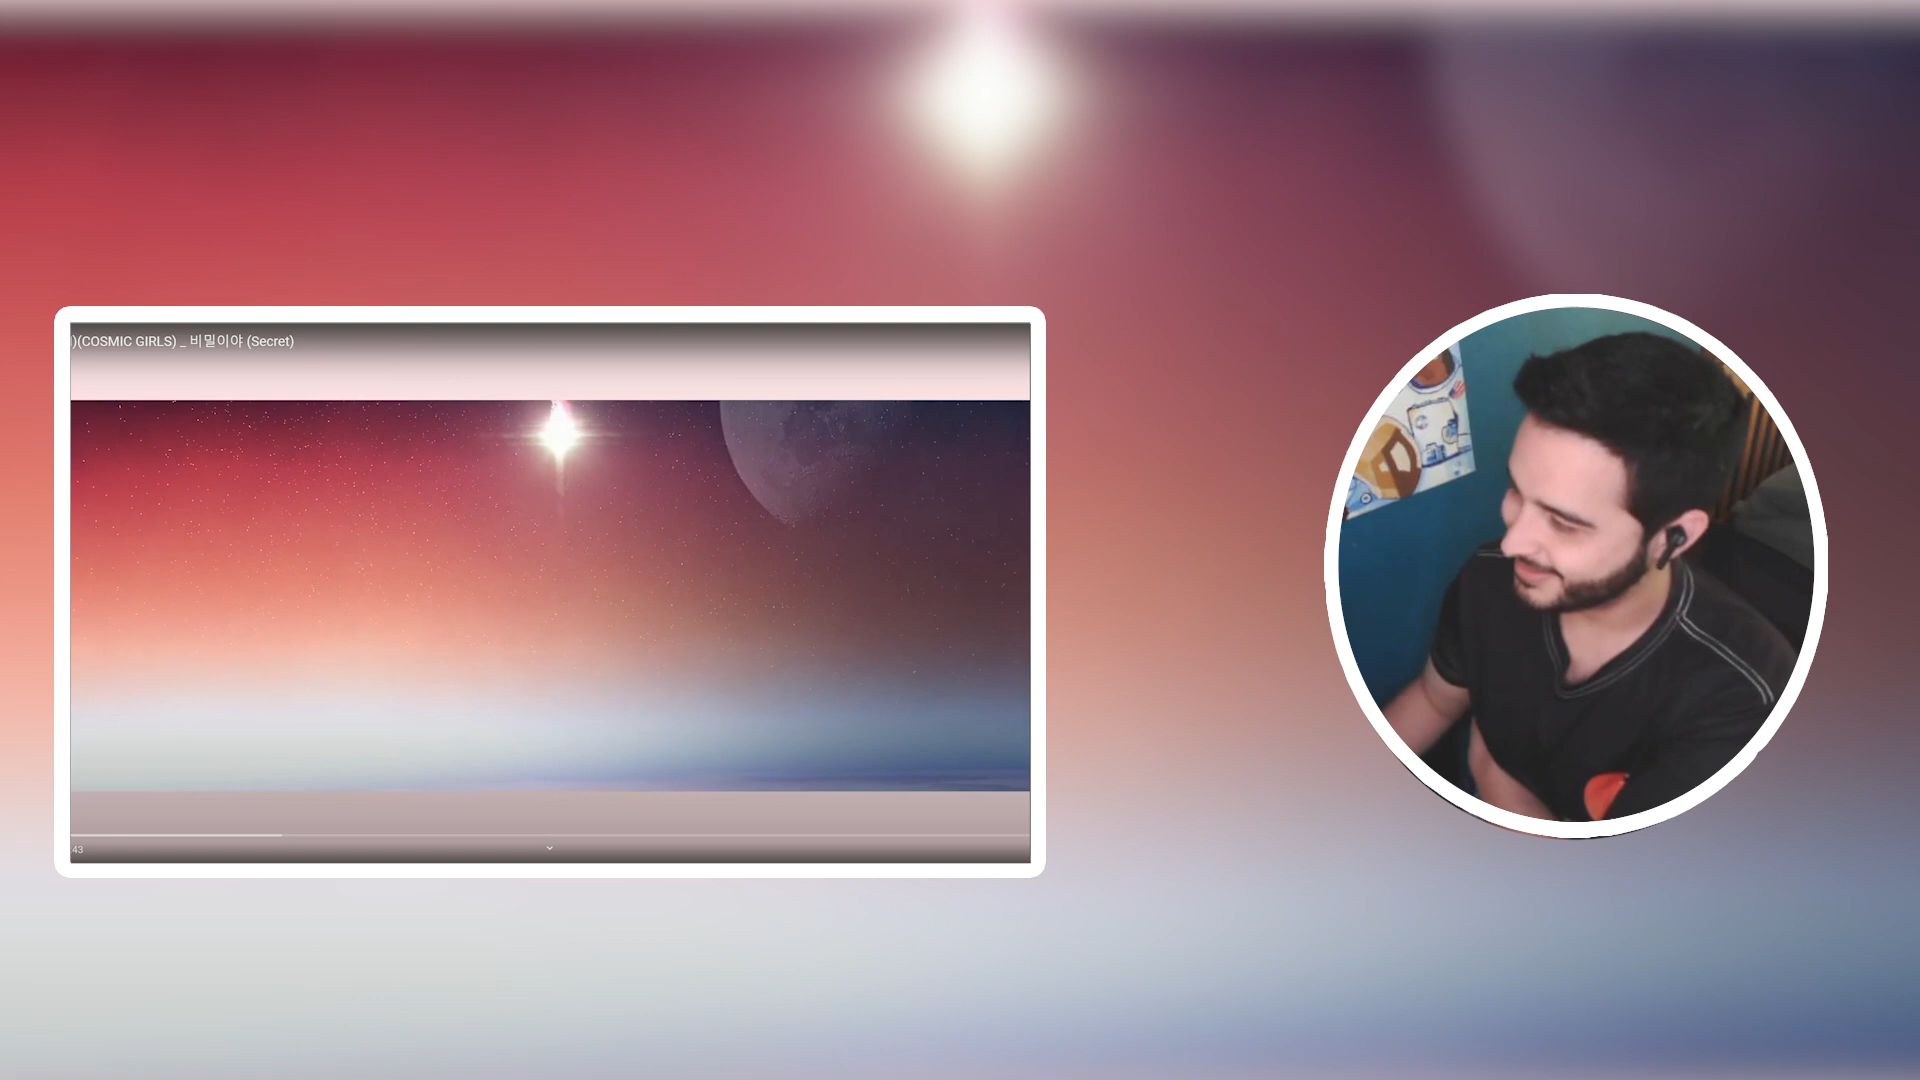 )(COSMIC GIRLS) _ 비밀이야 (Secret)
43